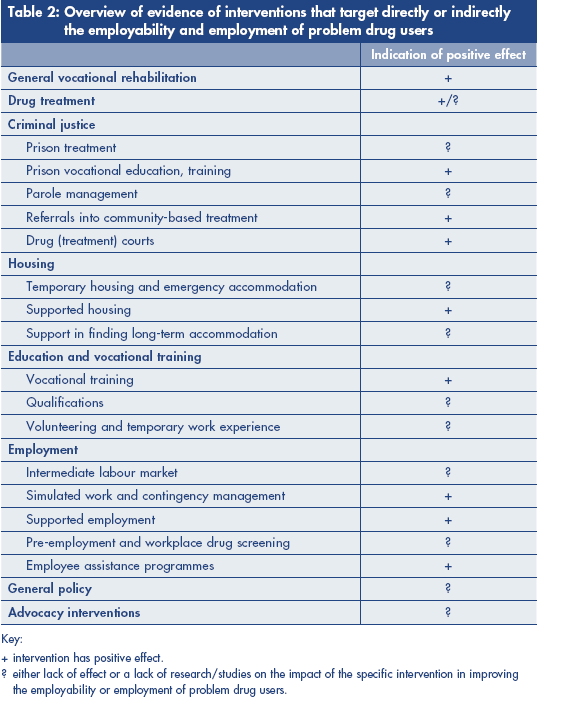 Table 2: Overview of evidence of interventions that target directly or indirectly
the employability and employment of problem drug users
Indication of positive effect
General vocational rehabilitation +
Drug treatment +/?
Criminal justice
Prison treatment ?
Prison vocational education, training +
Parole management ?
Referrals into community-based treatment +
Drug (treatment) courts +
Housing
Temporary housing and emergency accommodation ?
Supported housing +
Support in finding long-term accommodation ?
Education and vocational training
Vocational training +
Qualifications ?
Volunteering and temporary work experience ?
Employment
Intermediate labour market ?
Simulated work and contingency management +
Supported employment +
Pre-employment and workplace drug screening ?
Employee assistance programmes +
General policy ?
Advocacy interventions ?
Key:
+ intervention has positive effect.
? either lack of effect or a lack of research/studies on the impact of the specific intervention in improving
the employability or employment of problem drug users.